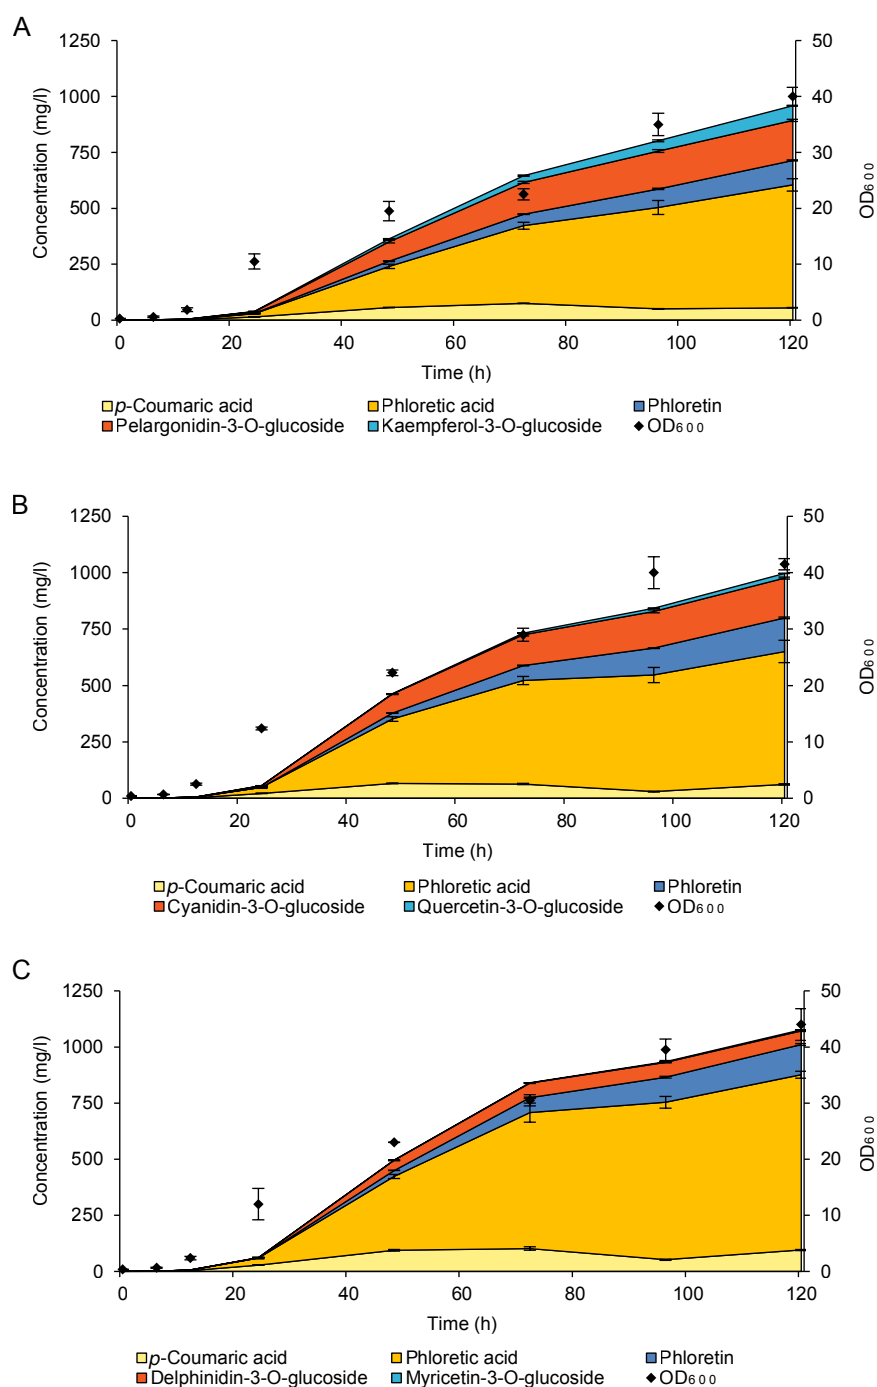 A
1250 50
1000 40
750 30
500 20
250 10
0 0
0 20 40 60 80 100 120
Concentration (mg/l)
OD600
Time (h)
p-Coumaric acid Phloretic acid Phloretin
Pelargonidin-3-O-glucoside Kaempferol-3-O-glucoside OD600
B
1250 50
1000 40
750 30
500 20
250 10
0 0
0 20 40 60 80 100 120
Concentration (mg/l)
OD600
Time (h)
p-Coumaric acid Phloretic acid Phloretin
Cyanidin-3-O-glucoside Quercetin-3-O-glucoside OD600
C
1250 50
1000 40
750 30
500 20
250 10
0 0
0 20 40 60 80 100 120
Concentration (mg/l)
OD600
Time (h)
p-Coumaric acid Phloretic acid Phloretin
Delphinidin-3-O-glucoside Myricetin-3-O-glucoside OD600